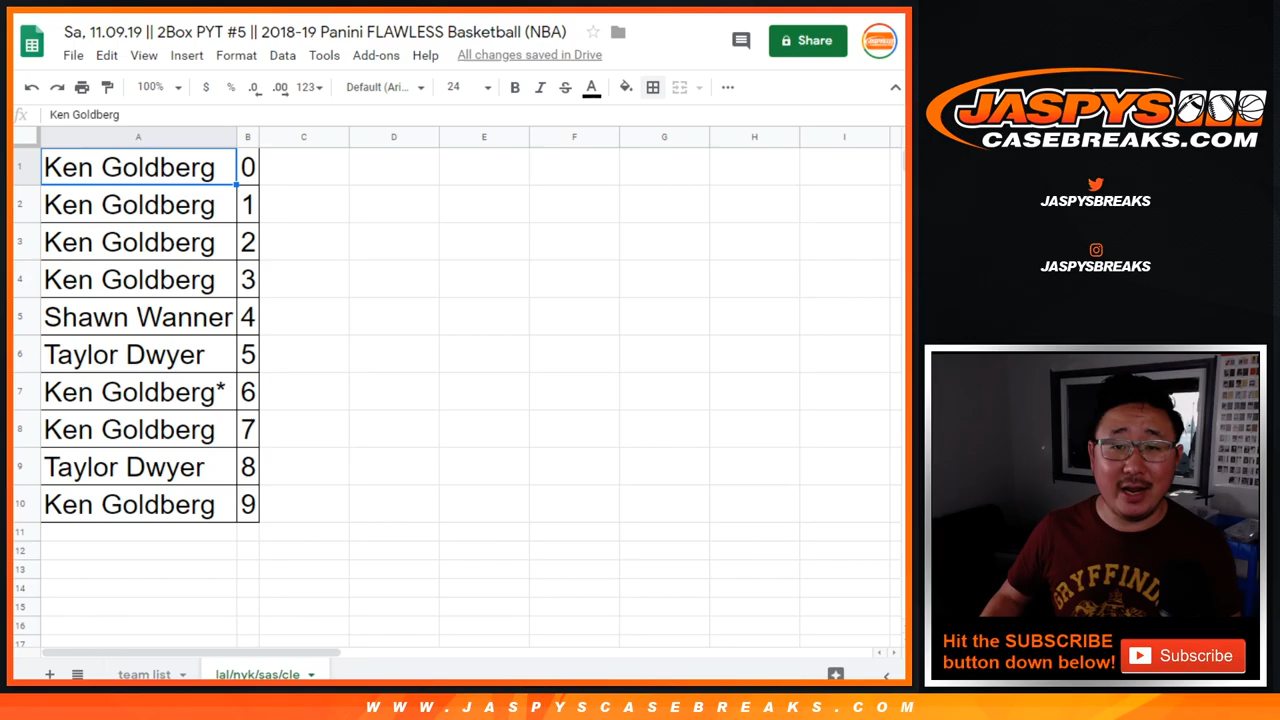 Sa, 11.09.19 || 2Box PYT #5 || 2018-19 Panini FLAWLESS Basketball (NBA)
Share
File Edit View Insert Format Data Tools Add-ons Help All changes saved in Drive
100% $ % .0 .00 123 Default (Ari... 24 B I S A
fx Ken Goldberg
A B C D E F G H I
1 Ken Goldberg 0
2 Ken Goldberg 1
3 Ken Goldberg 2
4 Ken Goldberg 3
5 Shawn Wanner 4
6 Taylor Dwyer 5
7 Ken Goldberg* 6
8 Ken Goldberg 7
9 Taylor Dwyer 8
10 Ken Goldberg 9
11
12
13
14
15
16
17
+ team list lal/nyk/sas/cle
JASPYS
CASEBREAKS.COM
JASPYSBREAKS
JASPYSBREAKS
GRYFFIND
Hit the SUBSCRIBE
button down below!
Subscribe
WWW.JASPYSCASEBREAKS.COM